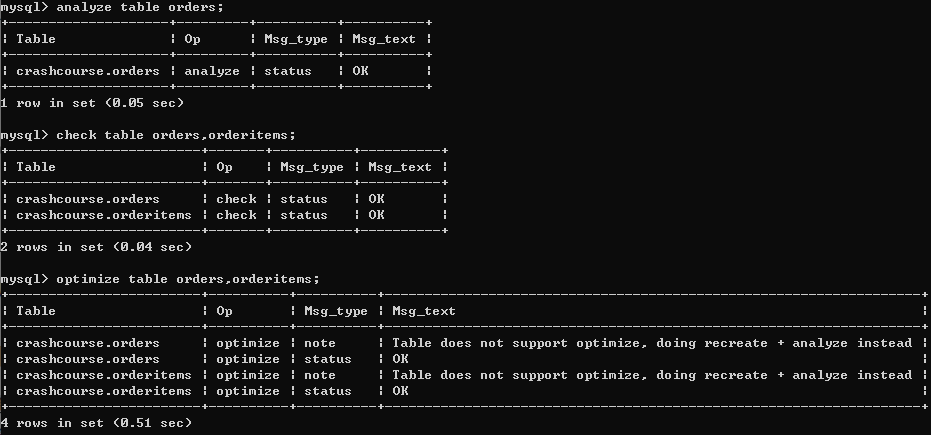 mysql> analyze table orders;
+--------------------+---------+----------+----------+
¦ Table              ¦ Op      ¦ Msg_type ¦ Msg_text ¦
+--------------------+---------+----------+----------+
¦ crashcourse.orders ¦ analyze ¦ status   ¦ OK       ¦
+--------------------+---------+----------+----------+
1 row in set (0.05 sec)
mysql> check table orders,orderitems;
+------------------------+-------+----------+----------+
¦ Table                  ¦ Op    ¦ Msg_type ¦ Msg_text ¦
+------------------------+-------+----------+----------+
¦ crashcourse.orders     ¦ check ¦ status   ¦ OK       ¦
¦ crashcourse.orderitems ¦ check ¦ status   ¦ OK       ¦
+------------------------+-------+----------+----------+
2 rows in set (0.04 sec)
mysql> optimize table orders,orderitems;
+------------------------+----------+----------+-------------------------------------------------------------------+
¦ Table                  ¦ Op       ¦ Msg_type ¦ Msg_text                                                          ¦
+------------------------+----------+----------+-------------------------------------------------------------------+
¦ crashcourse.orders     ¦ optimize ¦ note     ¦ Table does not support optimize, doing recreate + analyze instead ¦
¦ crashcourse.orders     ¦ optimize ¦ status   ¦ OK                                                                ¦
¦ crashcourse.orderitems ¦ optimize ¦ note     ¦ Table does not support optimize, doing recreate + analyze instead ¦
¦ crashcourse.orderitems ¦ optimize ¦ status   ¦ OK                                                                ¦
+------------------------+----------+----------+-------------------------------------------------------------------+
4 rows in set (0.51 sec)